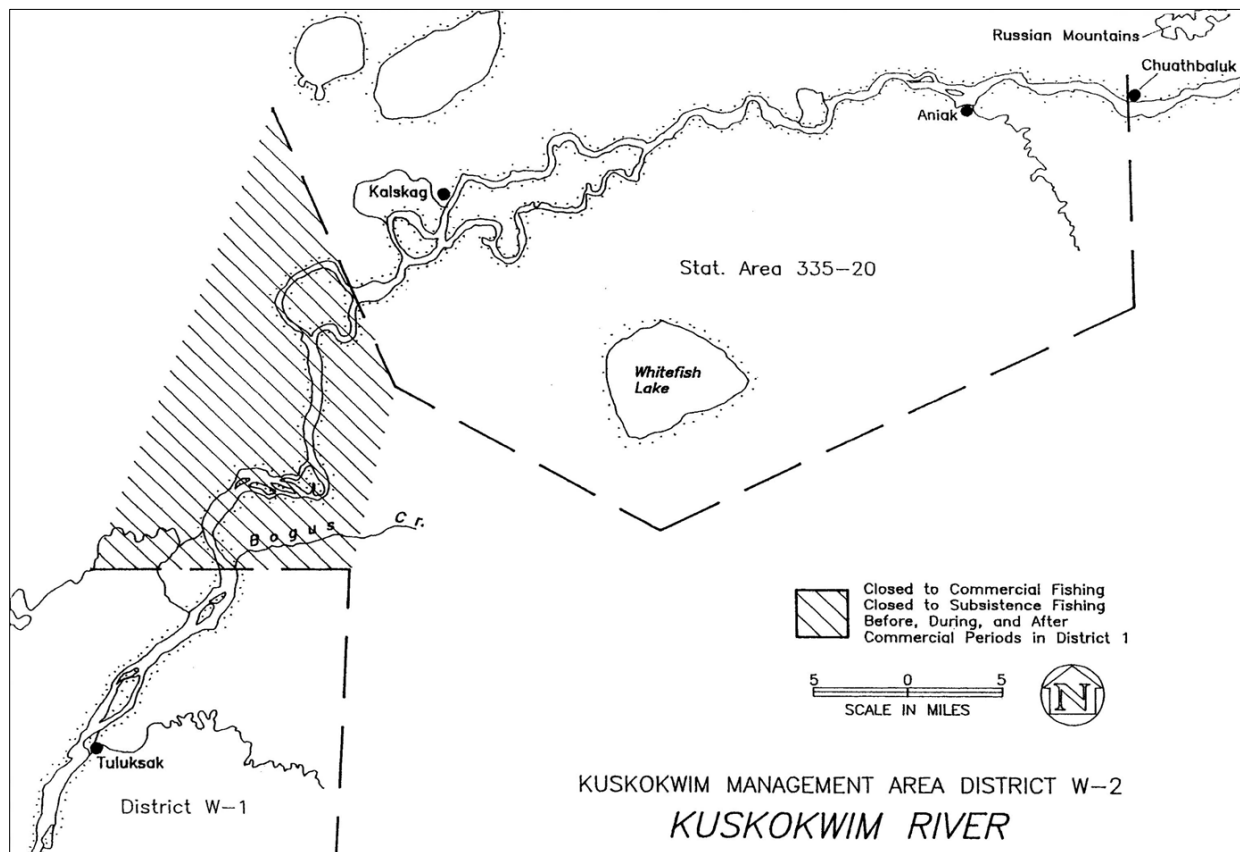 Russian Mountains
Chuathbaluk
Aniak
Kalskag
Stat. Area 335-20
Whitefish
Lake
Bogus Cr.
Closed to Commercial Fishing
Closed to Subsistence Fishing
Before, During, and After
Commercial Periods in District 1
5 0 5
SCALE IN MILES
N
Tuluksak
District W-1
KUSKOKWIM MANAGEMENT AREA DISTRICT W-2
KUSKOKWIM RIVER